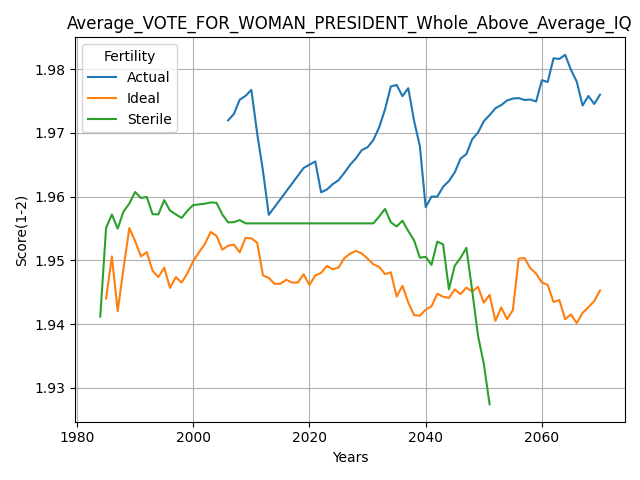 Average_VOTE_FOR_WOMAN_PRESIDENT_Whole_Above_Average_IQ
Fertility
Actual
Ideal
Sterile
1.98
1.97
1.96
1.95
1.94
1.93
Score(1-2)
1980
2000
2020
2040
2060
Years